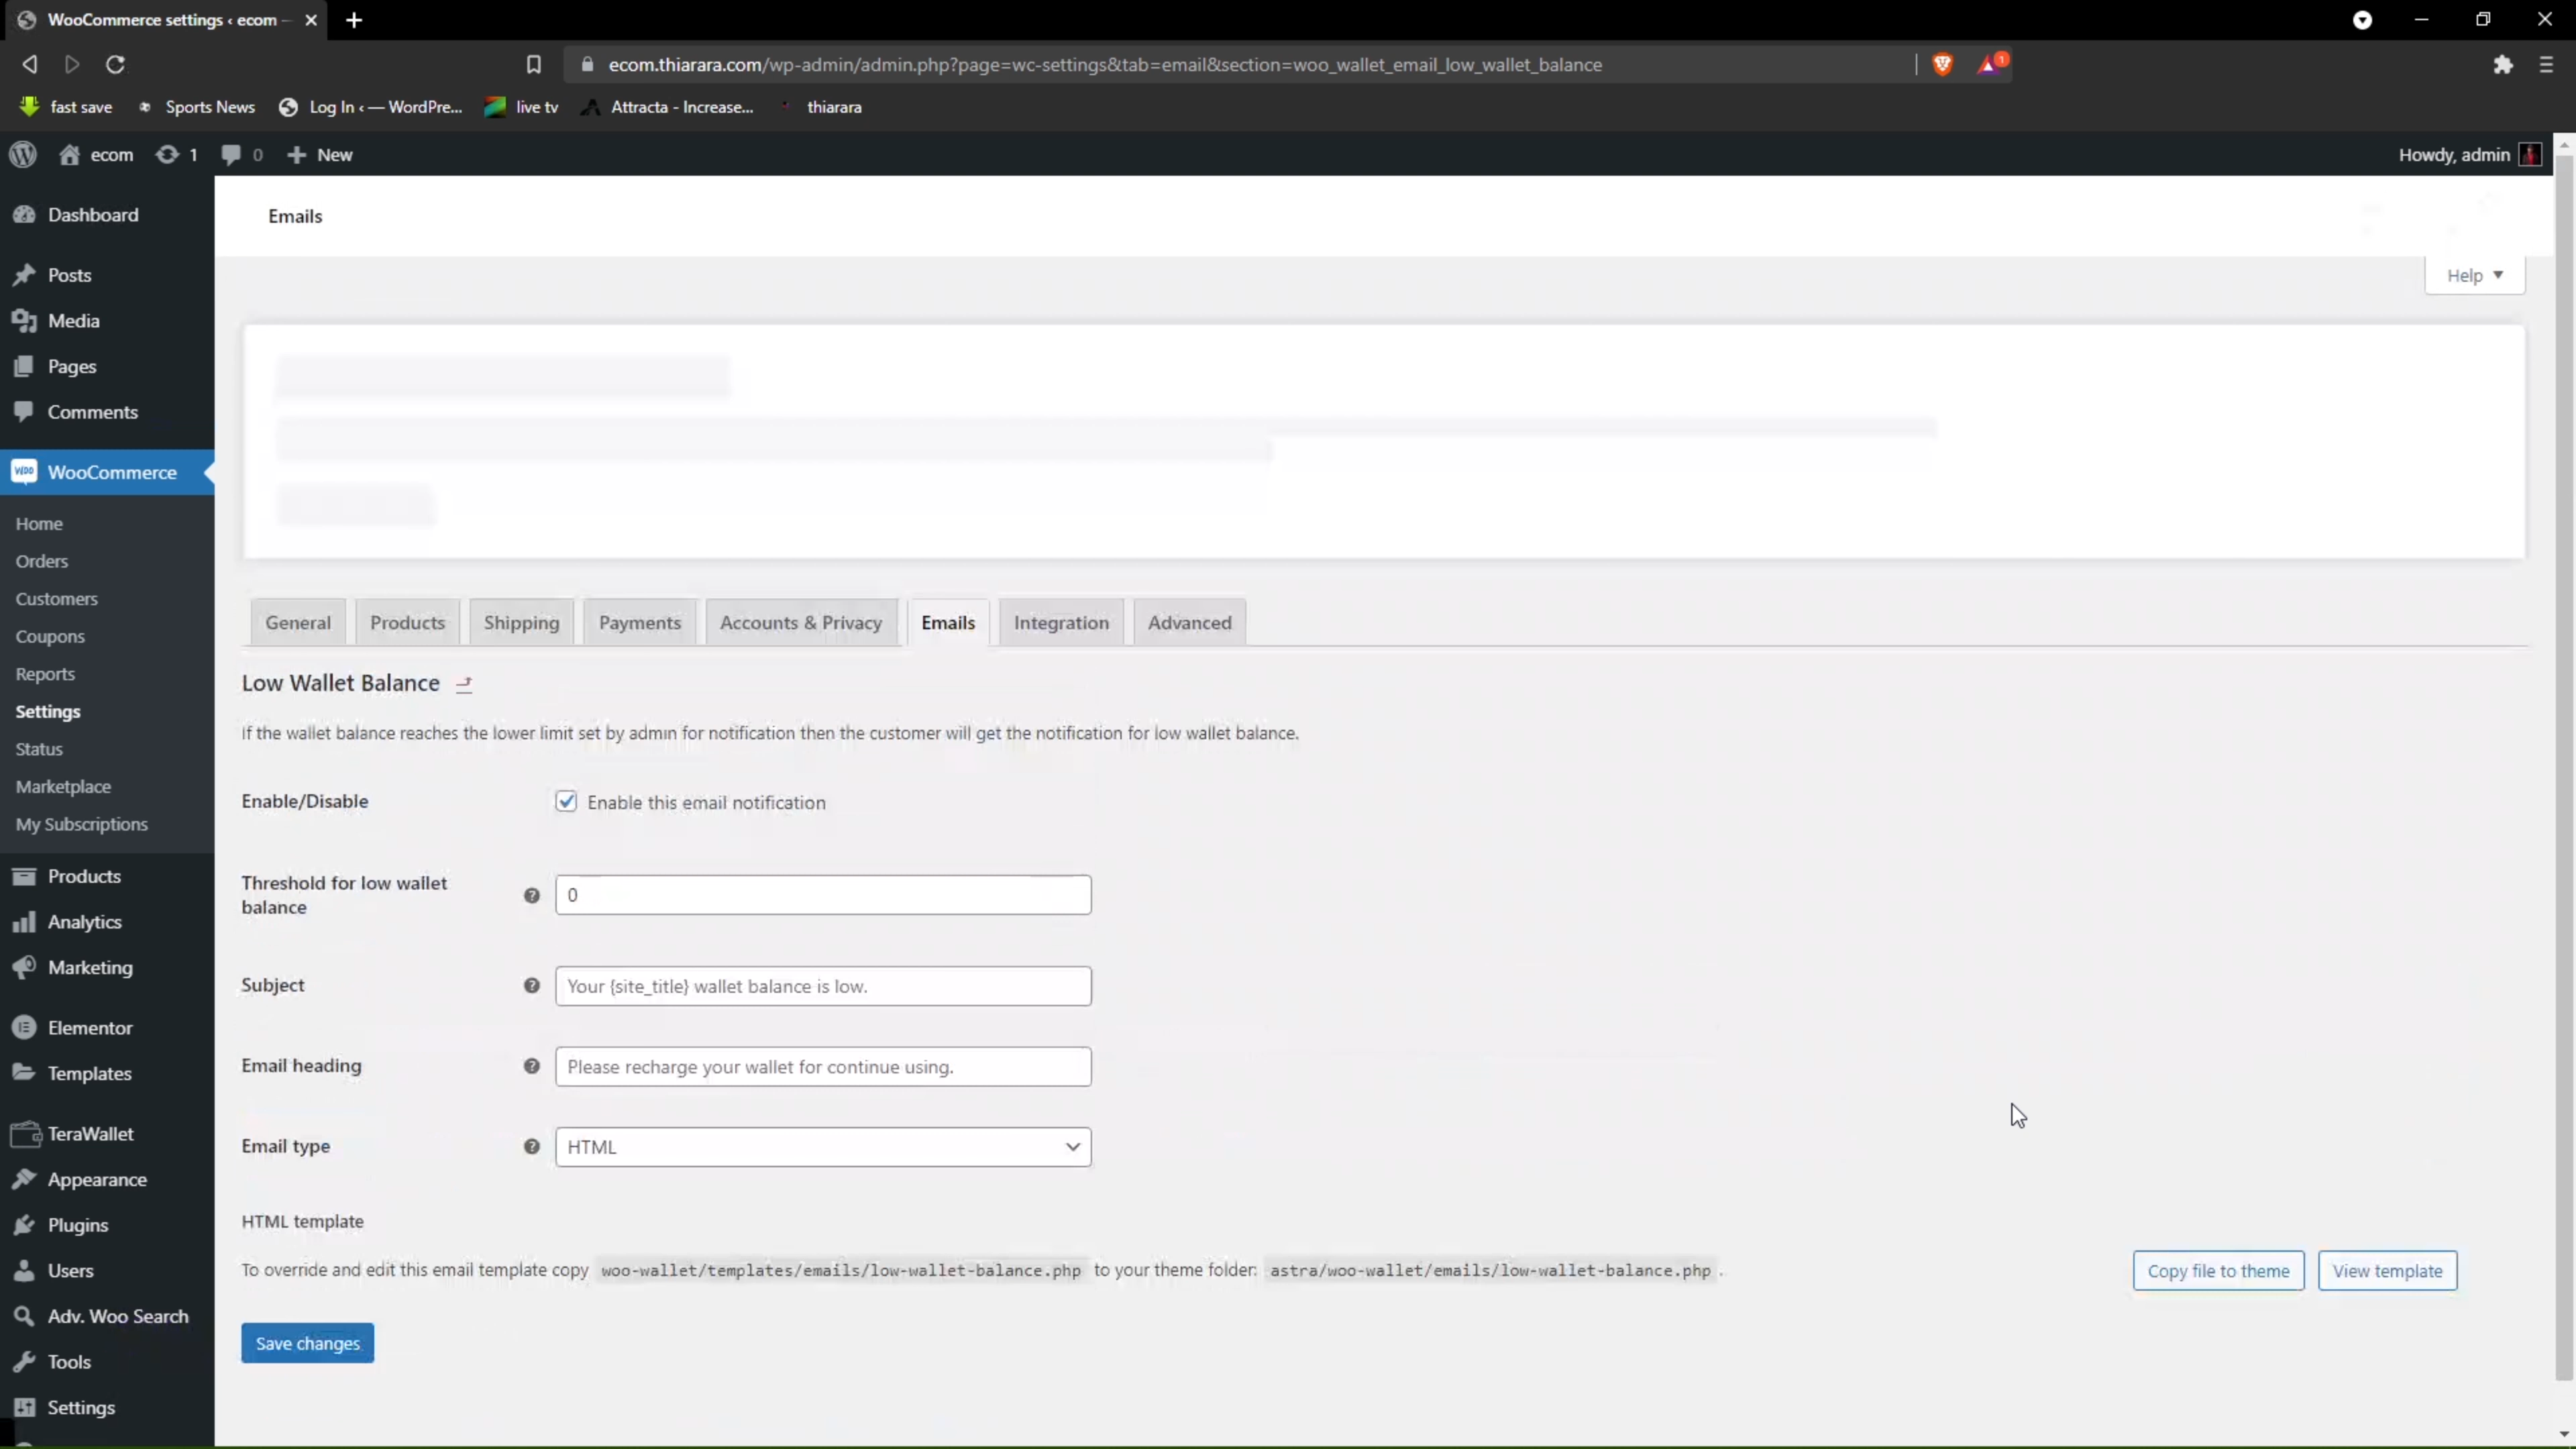 WooCommerce settings ‹ ecom —
ecom.thiarara.com/wp-admin/admin.php?page=wc-settings&tab=email&section=woo_wallet_email_low_wallet_balance
1
fast save
Sports News
Log In ‹ — WordPre...
live tv
Attracta - Increase...
thiarara
ecom
1
0
New
Howdy, admin
Dashboard
Posts
Media
Pages
Comments
WOO
WooCommerce
Home
Orders
Customers
Coupons
Reports
Settings
Status
Marketplace
My Subscriptions
Products
Analytics
Marketing
Elementor
Templates
TeraWallet
Appearance
Plugins
Users
Adv. Woo Search
Tools
Settings
Emails
Help
General
Products
Shipping
Payments
Accounts & Privacy
Emails
Integration
Advanced
Low Wallet Balance
If the wallet balance reaches the lower limit set by admin for notification then the customer will get the notification for low wallet balance.
Enable/Disable
Enable this email notification
Threshold for low wallet
balance
0
Subject
Your {site_title} wallet balance is low.
Email heading
Please recharge your wallet for continue using.
Email type
HTML
HTML template
To override and edit this email template copy woo-wallet/templates/emails/low-wallet-balance.php to your theme folder: astra/woo-wallet/emails/low-wallet-balance.php .
Copy file to theme
View template
Save changes